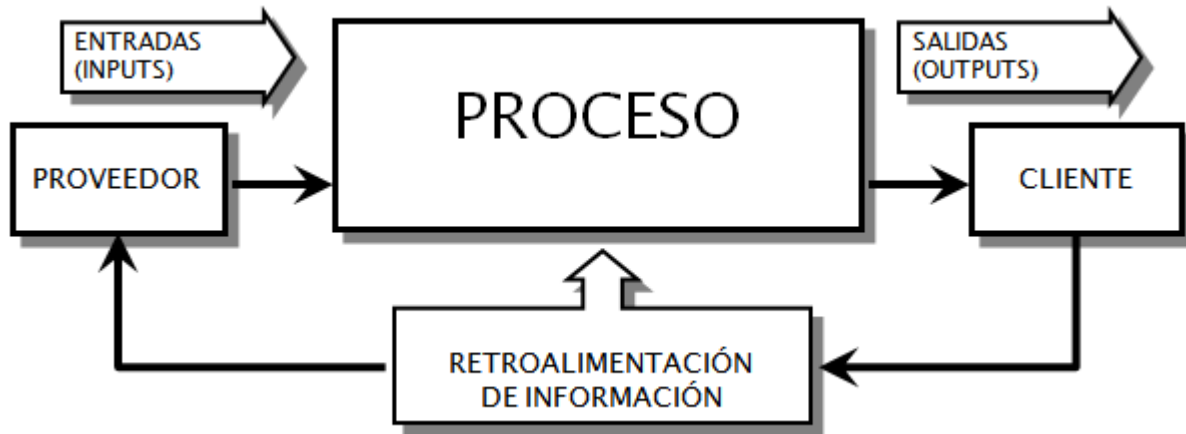 ENTRADAS
(INPUTS)
SALIDAS
(OUTPUTS)
PROCESO
PROVEEDOR
CLIENTE
RETROALIMENTACIÓN
DE INFORMACIÓN